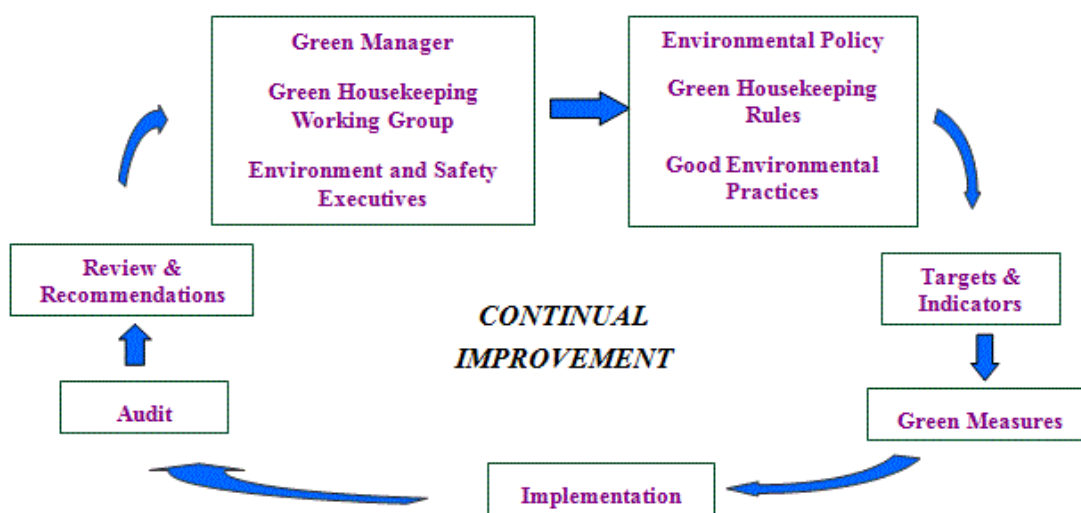 Green Manager
Green Housekeeping
Working Group
Environment and Safety
Executives
Environmental Policy
Green Housekeeping
Rules
Good Environmental
Practices
Targets &
Indicators
Green Measures
Implementation
Audit
Review &
Recommendations
CONTINUAL
IMPROVEMENT